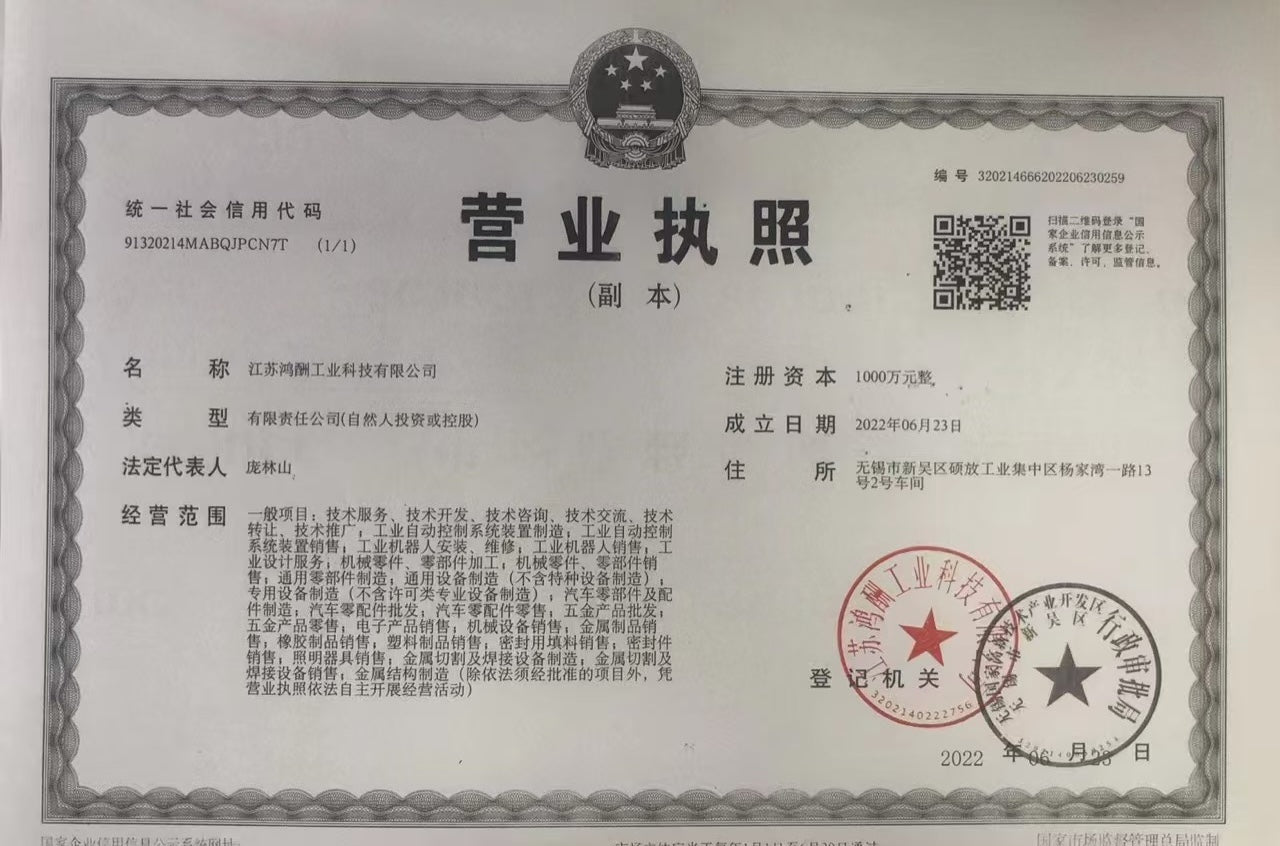 编号 320214666202206230259
统一社会信用代码
91320214MABQJPCN7T (1/1)
营业执照
(副 本)
扫描二维码登录“国
家企业信用信息公示
系统”了解更多登记、
备案、许可、监管信息。
名称 江苏鸿酬工业科技有限公司
类型 有限责任公司(自然人投资或控股)
法定代表人 庞林山
经营范围 一般项目:技术服务、技术开发、技术咨询、技术交流、技术
转让、技术推广;工业自动控制系统装置制造;工业自动控制
系统装置销售;工业机器人安装、维修;工业机器人销售;工
业设计服务;机械零件、零部件加工;机械零件、零部件销
售;通用零部件制造;通用设备制造(不含特种设备制造);
专用设备制造(不含许可类专业设备制造);汽车零部件及配
件制造;汽车零配件批发;汽车零配件零售;五金产品批发;
五金产品零售;电子产品销售;机械设备销售;金属制品销
售;橡胶制品销售;塑料制品销售;密封用填料销售;密封件
销售;照明器具销售;金属切割及焊接设备制造;金属切割及
焊接设备销售;金属结构制造(除依法须经批准的项目外,凭
营业执照依法自主开展经营活动)
注册资本 1000万元整
成立日期 2022年06月23日
住所 无锡市新吴区硕放工业集中区杨家湾一路13
号2号车间
江苏鸿酬工业科技有
3202140222756
行政审批局
登记机关
2022 年 06 月 23 日
国家企业信用信息公示系统网址:
国家市场监督管理总局监制